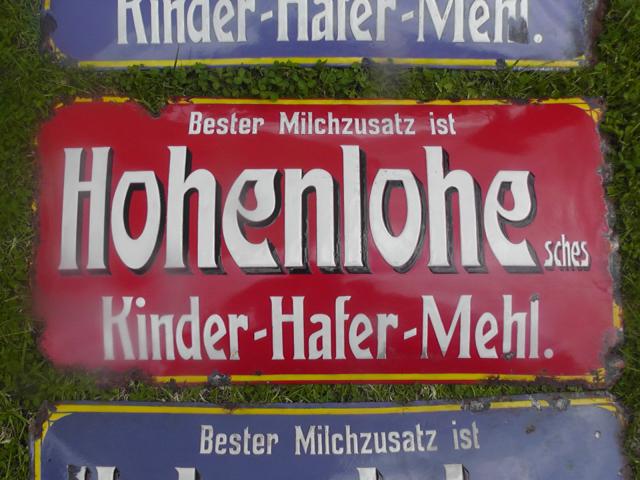 Kinder-Hafer-Mehl.
Bester Milchzusatz ist
Hohenlohe sches
Kinder-Hafer-Mehl.
Bester Milchzusatz ist